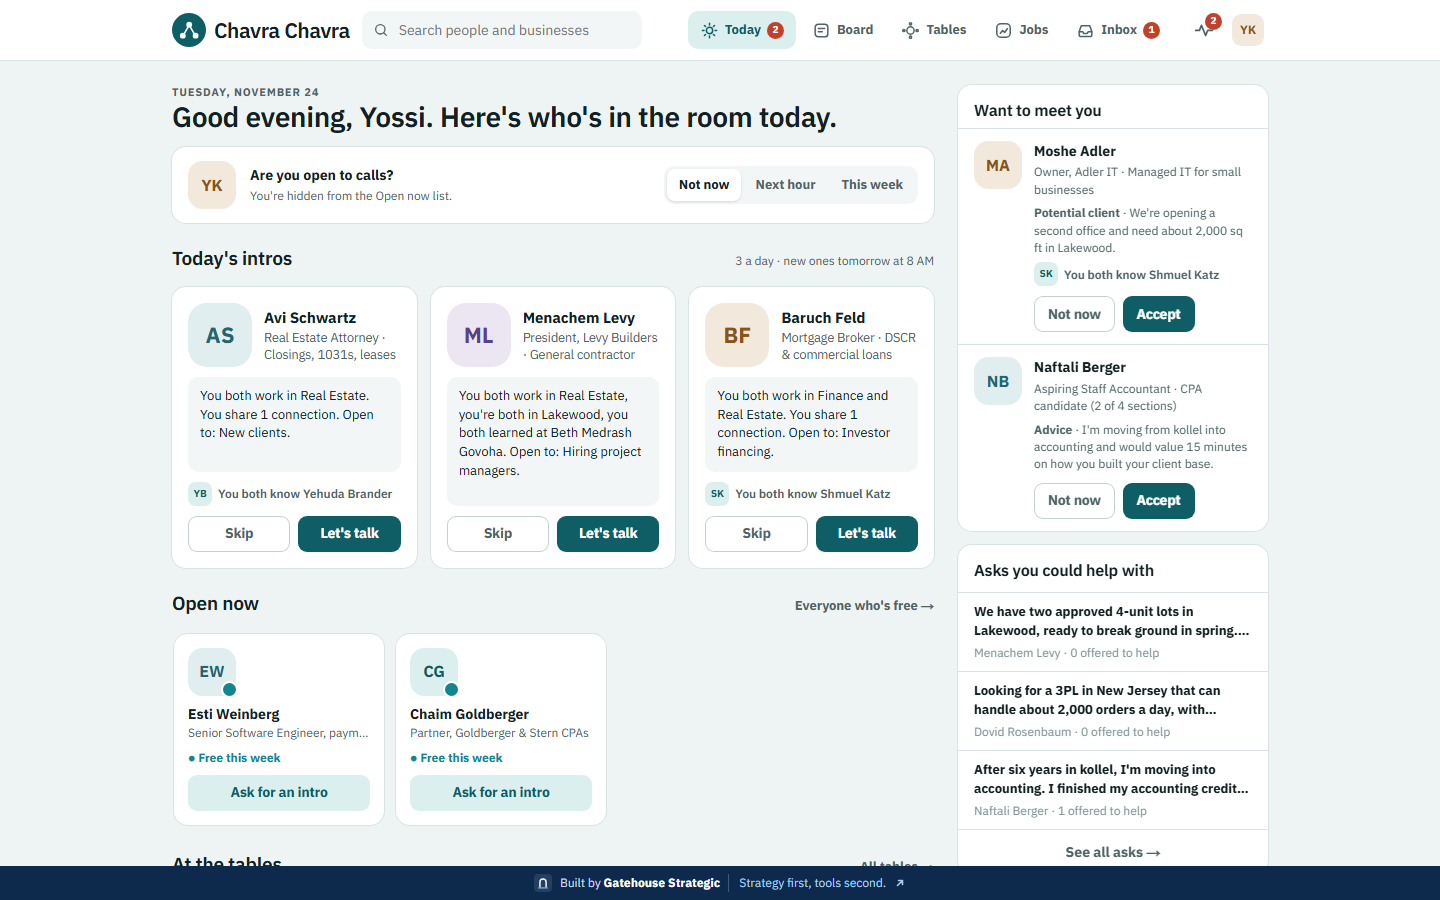 Chavra Chavra
Search people and businesses
Today 2
Board
Tables
Jobs
Inbox 1
2
YK
TUESDAY, NOVEMBER 24
Good evening, Yossi. Here's who's in the room today.
YK
Are you open to calls?
You're hidden from the Open now list.
Not now
Next hour
This week
Today's intros
3 a day · new ones tomorrow at 8 AM
AS
Avi Schwartz
Real Estate Attorney ·
Closings, 1031s, leases
You both work in Real Estate.
You share 1 connection. Open
to: New clients.
YB
You both know Yehuda Brander
Skip
Let's talk
ML
Menachem Levy
President, Levy Builders
· General contractor
You both work in Real Estate,
you're both in Lakewood, you
both learned at Beth Medrash
Govoha. Open to: Hiring project
managers.
Skip
Let's talk
BF
Baruch Feld
Mortgage Broker · DSCR
& commercial loans
You both work in Finance and
Real Estate. You share 1
connection. Open to: Investor
financing.
SK
You both know Shmuel Katz
Skip
Let's talk
Open now
Everyone who's free →
EW
Esti Weinberg
Senior Software Engineer, paym...
● Free this week
Ask for an intro
CG
Chaim Goldberger
Partner, Goldberger & Stern CPAs
● Free this week
Ask for an intro
At the tables
All tables →
Want to meet you
MA
Moshe Adler
Owner, Adler IT · Managed IT for small
businesses
Potential client · We're opening a
second office and need about 2,000 sq
ft in Lakewood.
SK
You both know Shmuel Katz
Not now
Accept
NB
Naftali Berger
Aspiring Staff Accountant · CPA
candidate (2 of 4 sections)
Advice · I'm moving from kollel into
accounting and would value 15 minutes
on how you built your client base.
Not now
Accept
Asks you could help with
We have two approved 4-unit lots in
Lakewood, ready to break ground in spring....
Menachem Levy · 0 offered to help
Looking for a 3PL in New Jersey that can
handle about 2,000 orders a day, with...
Dovid Rosenbaum · 0 offered to help
After six years in kollel, I'm moving into
accounting. I finished my accounting credit...
Naftali Berger · 1 offered to help
See all asks →
Built by Gatehouse Strategic
Strategy first, tools second. ↗